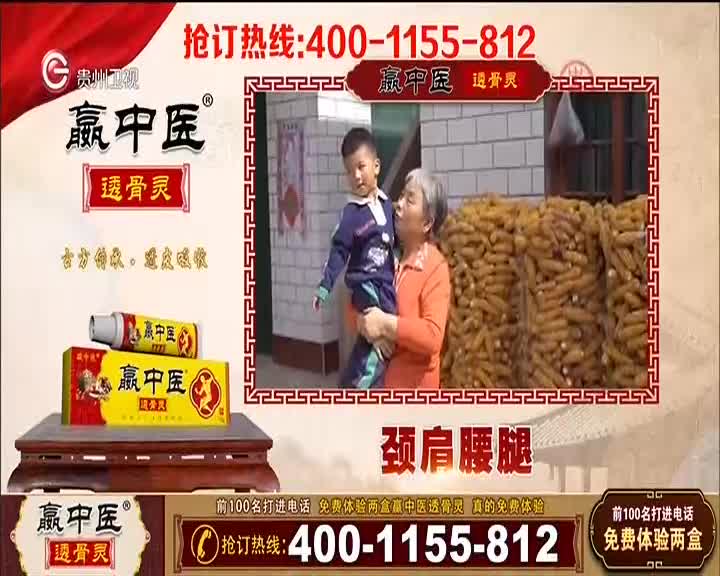 抢订热线:400-1155-812
贵州卫视
赢中医 透骨灵
赢中医®
透骨灵
古方传承．透皮吸收
赢中医
赢中医
透骨灵
颈肩腰腿
赢中医®
透骨灵
前100名打进电话 免费体验两盒赢中医透骨灵 真的免费体验
抢订热线:400-1155-812
前100名打进电话
免费体验两盒